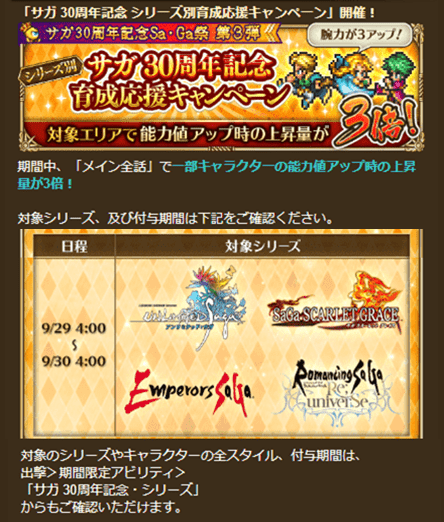 「サガ 30周年記念 シリーズ別育成応援キャンペーン」開催！
サガ30周年記念Sa・Ga祭 第3弾
腕力が3アップ！
シリーズ別
サガ30周年記念
育成応援キャンペーン
対象エリアで能力値アップ時の上昇量が
3倍！
期間中、「メイン全話」で一部キャラクターの能力値アップ時の上昇
量が3倍！
対象シリーズ、及び付与期間は下記をご確認ください。
日程
対象シリーズ
9/29 4:00
～
9/30 4:00
UNLIMITED:SaGa
アンリミテッド:サガ
SaGa SCARLET GRACE
Emperors SaGa
Romancing SaGa
Re;univerSe
対象のシリーズやキャラクターの全スタイル、付与期間は、
出撃＞期間限定アビリティ＞
「サガ 30周年記念・シリーズ」
からもご確認いただけます。